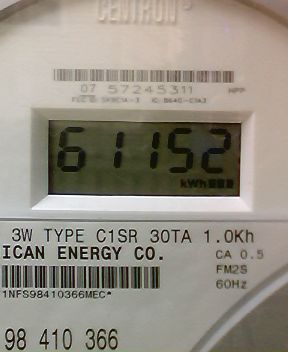 CENTRON
07 57245311 MPP
61152
kWh
3W TYPE C1SR 30TA 1.0Kh
ICAN ENERGY CO. CA 0.5
FM2S
1NFS98410366MEC* 60Hz
98 410 366